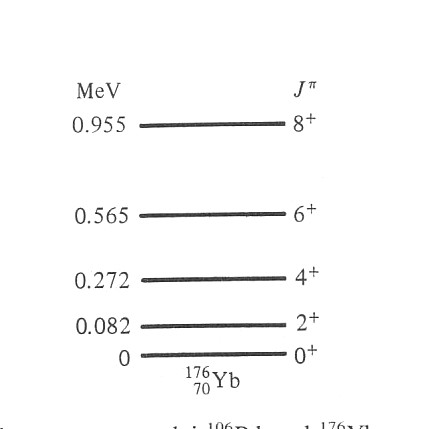 MeV J^π
0.955 8⁺
0.565 6⁺
0.272 4⁺
0.082 2⁺
0 0⁺
¹⁷⁶₇₀Yb